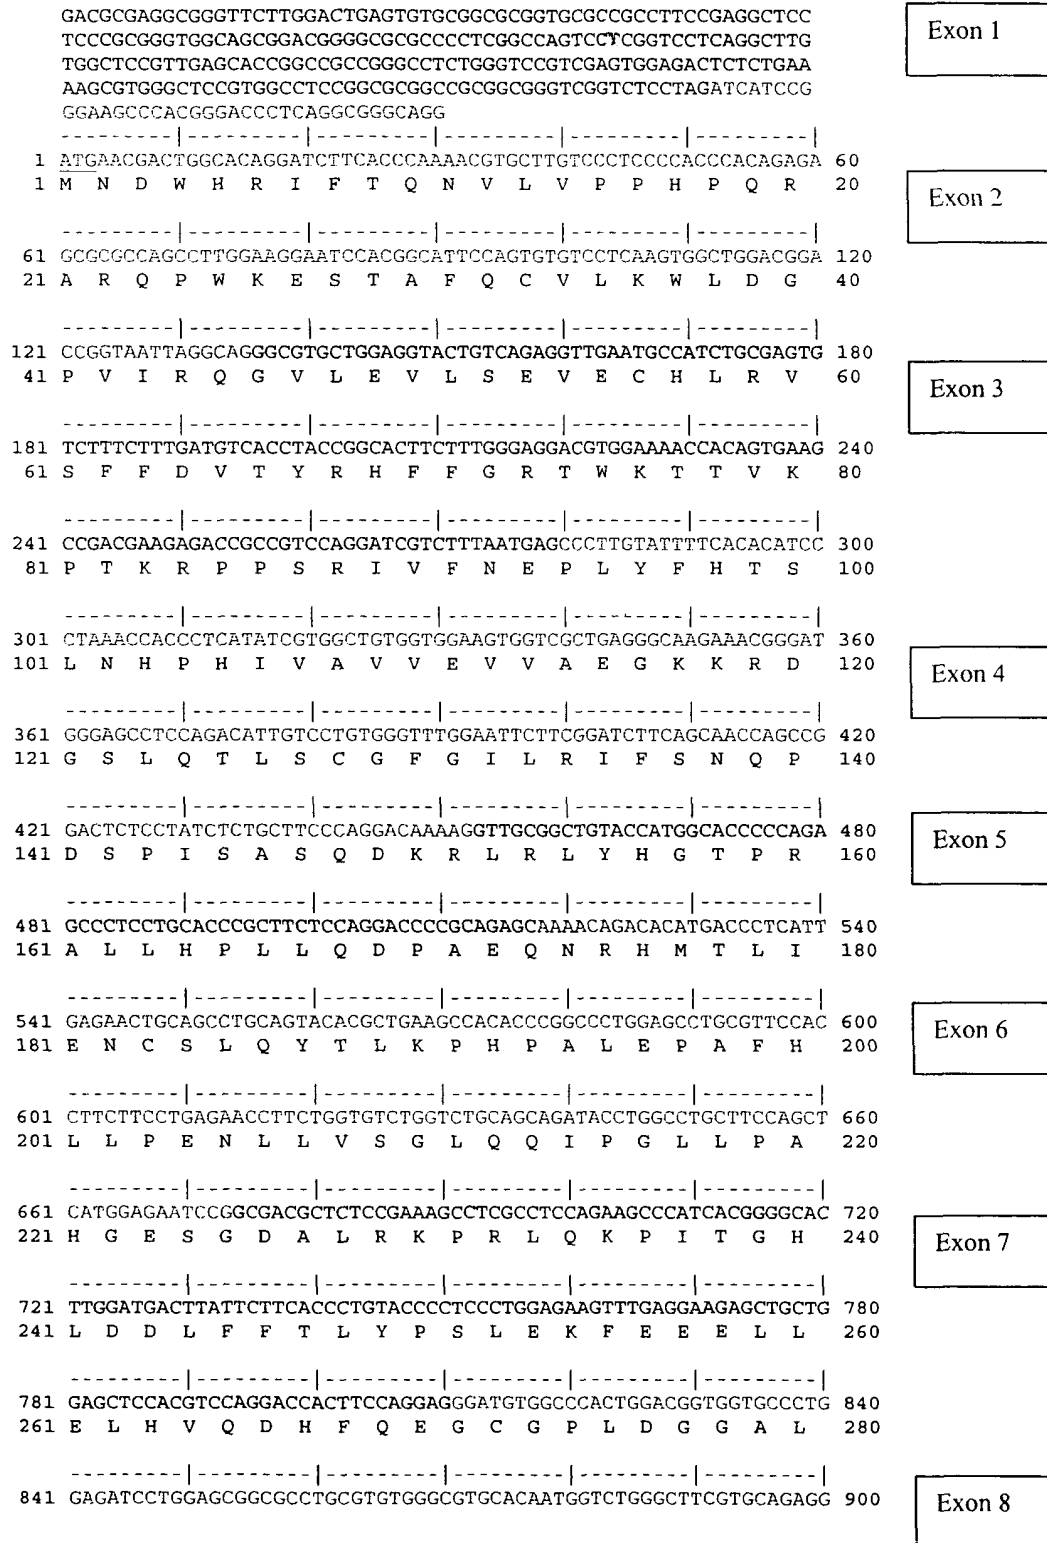 GACGCGAGGCGGGTTCTTGGACTGAGTGTGCGGCGCGGTGCGCCGCCTTCCGAGGCTCC
Exon 1
TCCCGCGGGTGGCAGCGGACGGGGCGCGCCCCTCGGCCAGTCCTCGGTCCTCAGGCTTG
TGGCTCCGTTGAGCACCGGCCGCCGGGCCTCTGGGTCCGTCGAGTGGAGACTCTCTGAA
AAGCGTGGGCTCCGTGGCCTCCGGCGCGGCCGCGGCGGGTCGGTCTCCTAGATCATCCG
GGAAGCCCACGGGACCCTCAGGCGGGCAGG
---------|---------|---------|---------|---------|---------|
1 ATGAACGACTGGCACAGGATCTTCACCCAAAACGTGCTTGTCCCTCCCCACCCACAGAGA 60
1 M N D W H R I F T Q N V L V P P H P Q R 20
Exon 2
---------|---------|---------|---------|---------|---------|
61 GCGCGCCAGCCTTGGAAGGAATCCACGGCATTCCAGTGTGTCCTCAAGTGGCTGGACGGA 120
21 A R Q P W K E S T A F Q C V L K W L D G 40
---------|---------|---------|---------|---------|---------|
121 CCGGTAATTAGGCAGGGCGTGCTGGAGGTACTGTCAGAGGTTGAATGCCATCTGCGAGTG 180
41 P V I R Q G V L E V L S E V E C H L R V 60
Exon 3
---------|---------|---------|---------|---------|---------|
181 TCTTTCTTTGATGTCACCTACCGGCACTTCTTTGGGAGGACGTGGAAAACCACAGTGAAG 240
61 S F F D V T Y R H F F G R T W K T T V K 80
---------|---------|---------|---------|---------|---------|
241 CCGACGAAGAGACCGCCGTCCAGGATCGTCTTTAATGAGCCCTTGTATTTTCACACATCC 300
81 P T K R P P S R I V F N E P L Y F H T S 100
---------|---------|---------|---------|---------|---------|
301 CTAAACCACCCTCATATCGTGGCTGTGGTGGAAGTGGTCGCTGAGGGCAAGAAACGGGAT 360
101 L N H P H I V A V V E V V A E G K K R D 120
Exon 4
---------|---------|---------|---------|---------|---------|
361 GGGAGCCTCCAGACATTGTCCTGTGGGTTTGGAATTCTTCGGATCTTCAGCAACCAGCCG 420
121 G S L Q T L S C G F G I L R I F S N Q P 140
---------|---------|---------|---------|---------|---------|
421 GACTCTCCTATCTCTGCTTCCCAGGACAAAAGGTTGCGGCTGTACCATGGCACCCCCAGA 480
141 D S P I S A S Q D K R L R L Y H G T P R 160
Exon 5
---------|---------|---------|---------|---------|---------|
481 GCCCTCCTGCACCCGCTTCTCCAGGACCCCGCAGAGCAAAACAGACACATGACCCTCATT 540
161 A L L H P L L Q D P A E Q N R H M T L I 180
---------|---------|---------|---------|---------|---------|
541 GAGAACTGCAGCCTGCAGTACACGCTGAAGCCACACCCGGCCCTGGAGCCTGCGTTCCAC 600
181 E N C S L Q Y T L K P H P A L E P A F H 200
Exon 6
---------|---------|---------|---------|---------|---------|
601 CTTCTTCCTGAGAACCTTCTGGTGTCTGGTCTGCAGCAGATACCTGGCCTGCTTCCAGCT 660
201 L L P E N L L V S G L Q Q I P G L L P A 220
---------|---------|---------|---------|---------|---------|
661 CATGGAGAATCCGGCGACGCTCTCCGAAAGCCTCGCCTCCAGAAGCCCATCACGGGGCAC 720
221 H G E S G D A L R K P R L Q K P I T G H 240
Exon 7
---------|---------|---------|---------|---------|---------|
721 TTGGATGACTTATTCTTCACCCTGTACCCCTCCCTGGAGAAGTTTGAGGAAGAGCTGCTG 780
241 L D D L F F T L Y P S L E K F E E E L L 260
---------|---------|---------|---------|---------|---------|
781 GAGCTCCACGTCCAGGACCACTTCCAGGAGGGATGTGGCCCACTGGACGGTGGTGCCCTG 840
261 E L H V Q D H F Q E G C G P L D G G A L 280
---------|---------|---------|---------|---------|---------|
841 GAGATCCTGGAGCGGCGCCTGCGTGTGGGCGTGCACAATGGTCTGGGCTTCGTGCAGAGG 900
Exon 8